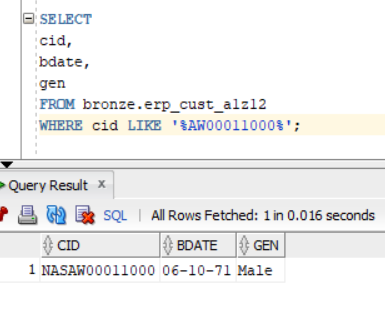 SELECT
cid,
bdate,
gen
FROM bronze.erp_cust_a1z12
WHERE cid LIKE '%AW00011000%';
Query Result x
SQL | All Rows Fetched: 1 in 0.016 seconds
CID BDATE GEN
1 NASAW00011000 06-10-71 Male